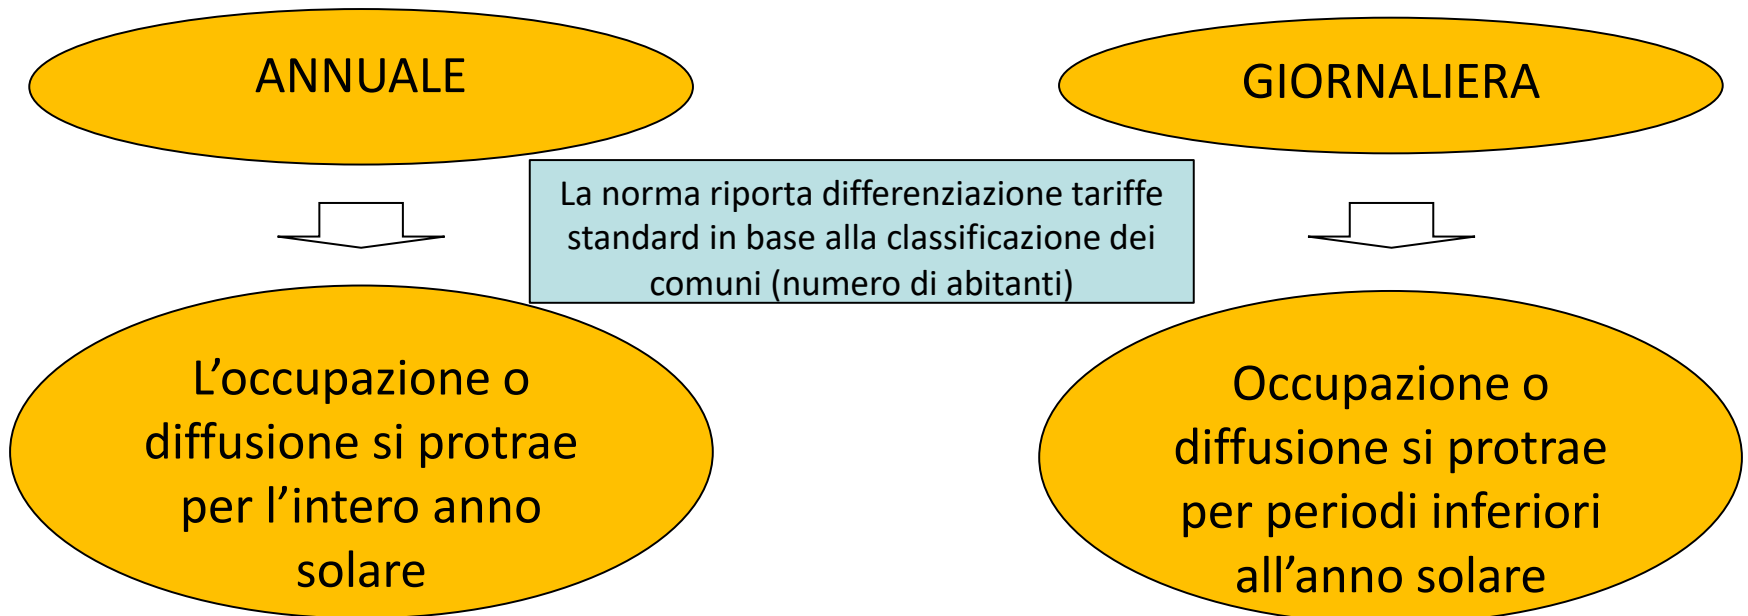 ANNUALE
GIORNALIERA
La norma riporta differenziazione tariffe
standard in base alla classificazione dei
comuni (numero di abitanti)
L’occupazione o
diffusione si protrae
per l’intero anno
solare
Occupazione o
diffusione si protrae
per periodi inferiori
all’anno solare